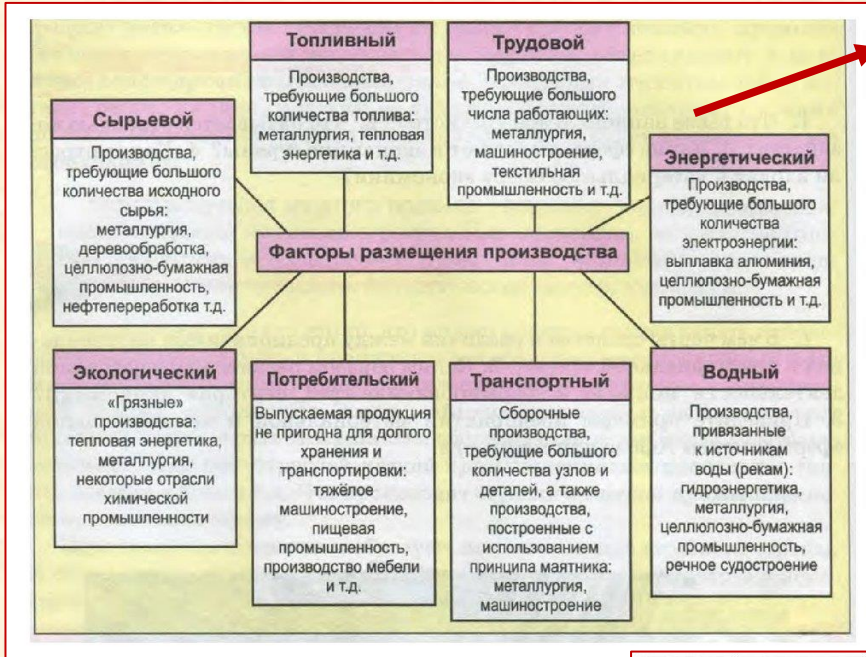 Топливный
Производства,
требующие большого
количества топлива:
металлургия, тепловая
энергетика и т.д.
Трудовой
Производства,
требующие большого
числа работающих:
металлургия,
машиностроение,
текстильная
промышленность и т.д.
Сырьевой
Производства,
требующие большого
количества исходного
сырья:
металлургия,
деревообработка,
целлюлозно-бумажная
промышленность,
нефтепереработка т.д.
Энергетический
Производства,
требующие большого
количества
электроэнергии:
выплавка алюминия,
целлюлозно-бумажная
промышленность и т.д.
Факторы размещения производства
Экологический
«Грязные»
производства:
тепловая энергетика,
металлургия,
некоторые отрасли
химической
промышленности
Потребительский
Выпускаемая продукция
не пригодна для долгого
хранения и
транспортировки:
тяжёлое
машиностроение,
пищевая
промышленность,
производство мебели
и т.д.
Транспортный
Сборочные
производства,
требующие большого
количества узлов и
деталей, а также
производства,
построенные с
использованием
принципа маятника:
металлургия,
машиностроение
Водный
Производства,
привязанные
к источникам
воды (рекам):
гидроэнергетика,
металлургия,
целлюлозно-бумажная
промышленность,
речное судостроение